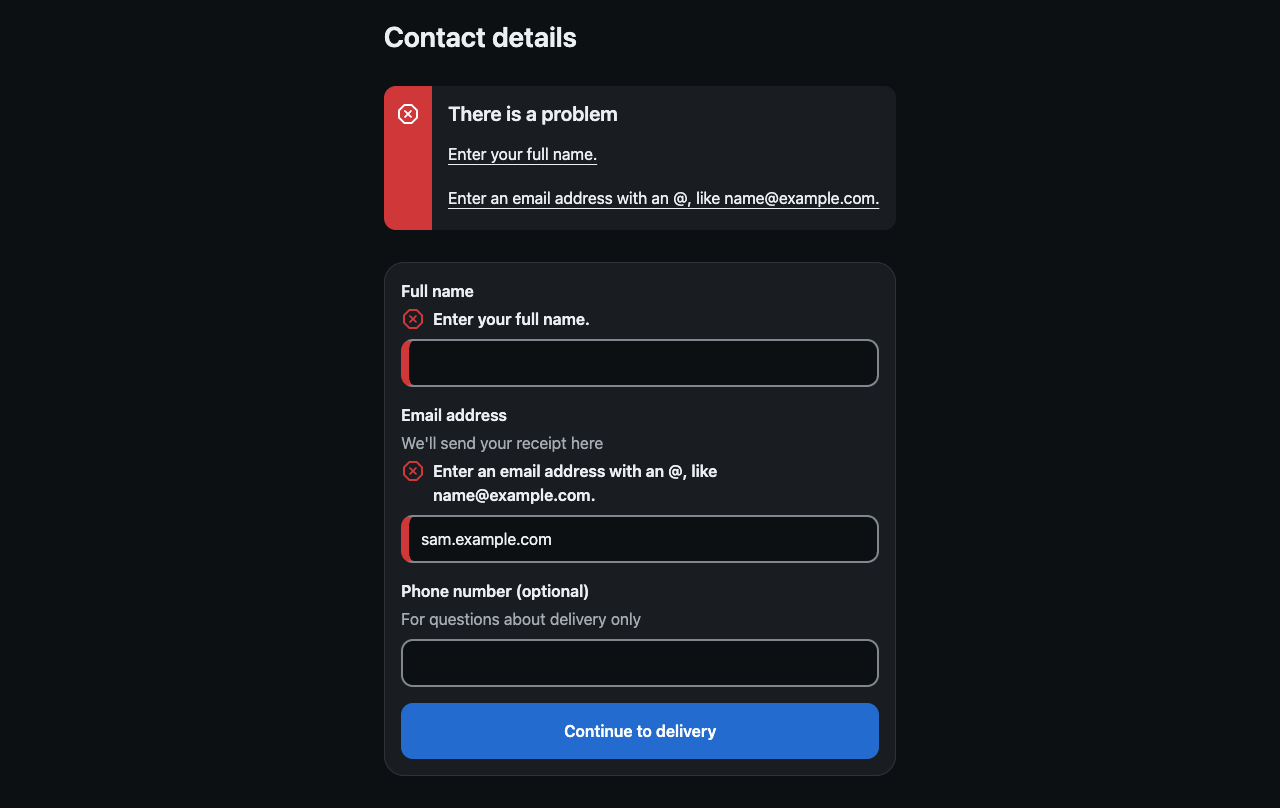 Contact details
There is a problem
Enter your full name.
Enter an email address with an @, like name@example.com.
Full name
Enter your full name.
Email address
We'll send your receipt here
Enter an email address with an @, like
name@example.com.
sam.example.com
Phone number (optional)
For questions about delivery only
Continue to delivery